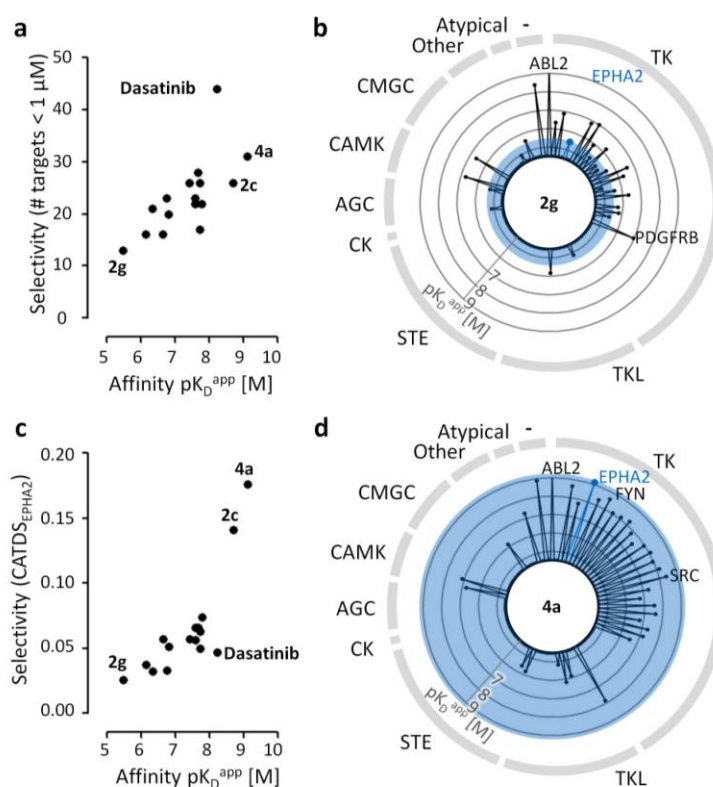 a
Selectivity (# targets < 1 µM)
50
40
30
20
10
0
Dasatinib
4a
2c
2g
5 6 7 8 9 10
Affinity pKDapp [M]
b
Atypical -
Other
TK
CMGC
ABL2
EPHA2
CAMK
AGC
2g
CK
PDGFRB
7
8
9
pKDapp [M]
STE
TKL
c
Selectivity (CATDSEPHA2)
0.20
0.15
0.10
0.05
0.00
4a
2c
2g
Dasatinib
5 6 7 8 9 10
Affinity pKDapp [M]
d
Atypical -
Other
TK
CMGC
ABL2
EPHA2
FYN
CAMK
SRC
AGC
4a
CK
7
8
9
pKDapp [M]
STE
TKL